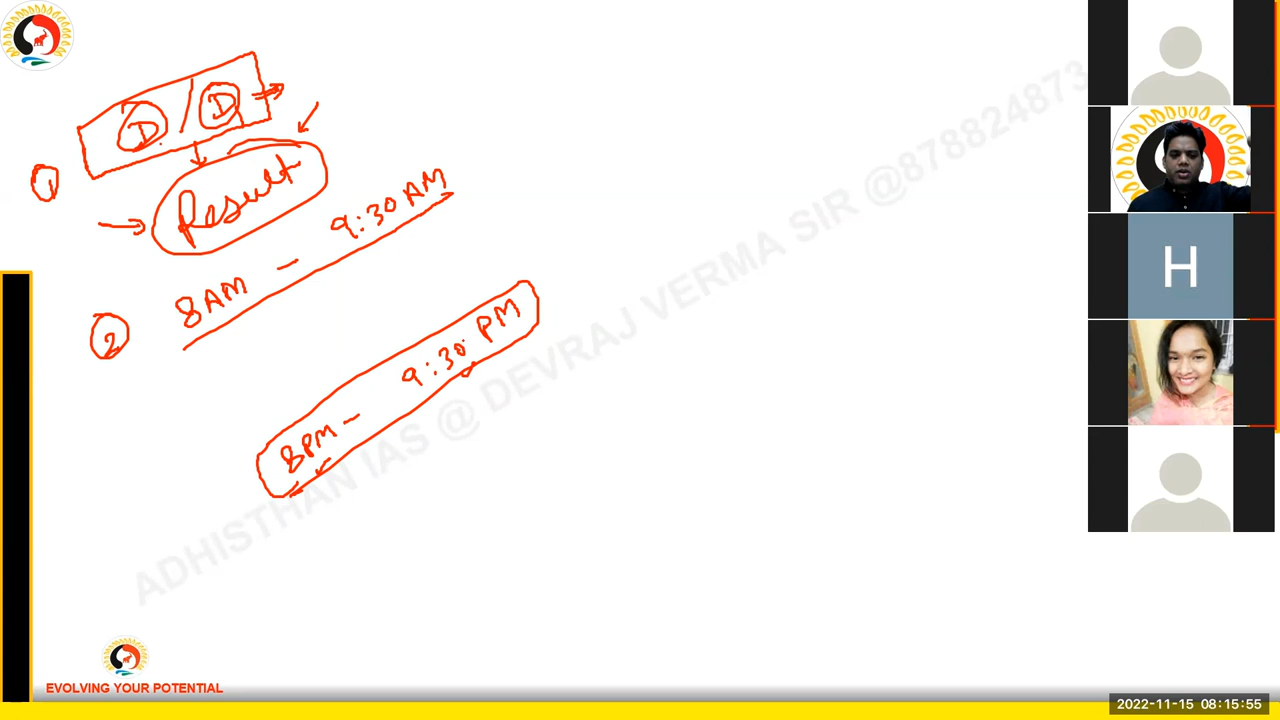 D / D
1
Result
8AM - 9:30 AM
2
8PM - 9:30 PM
ADHISTHAN IAS @ DEVRAJ VERMA SIR @8788824873
H
EVOLVING YOUR POTENTIAL
2022-11-15 08:15:55